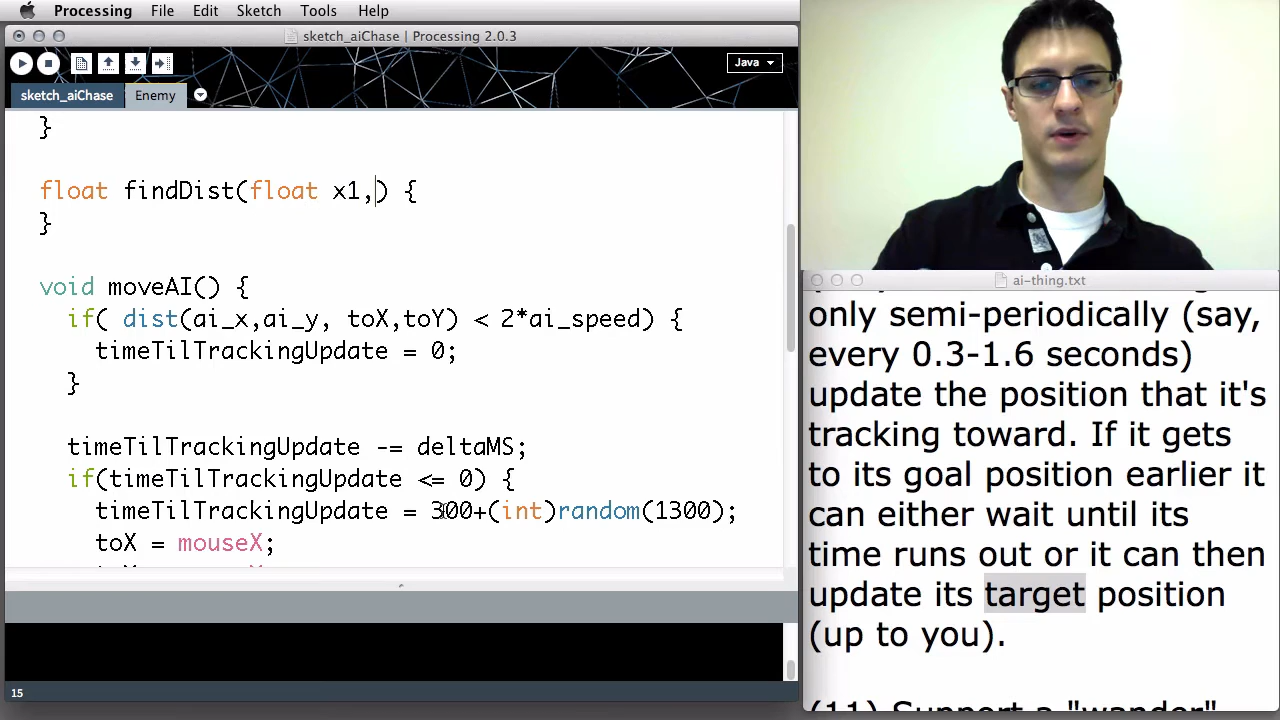 Processing File Edit Sketch Tools Help
sketch_aiChase | Processing 2.0.3
Java
sketch_aiChase Enemy
}
float findDist(float x1,) {
}
void moveAI() {
if( dist(ai_x,ai_y, toX,toY) < 2*ai_speed) {
timeTilTrackingUpdate = 0;
}
timeTilTrackingUpdate -= deltaMS;
if(timeTilTrackingUpdate <= 0) {
timeTilTrackingUpdate = 300+(int)random(1300);
toX = mouseX;
15
ai-thing.txt
only semi-periodically (say,
every 0.3-1.6 seconds)
update the position that it's
tracking toward. If it gets
to its goal position earlier it
can either wait until its
time runs out or it can then
update its target position
(up to you).
(11) Support a "wander"